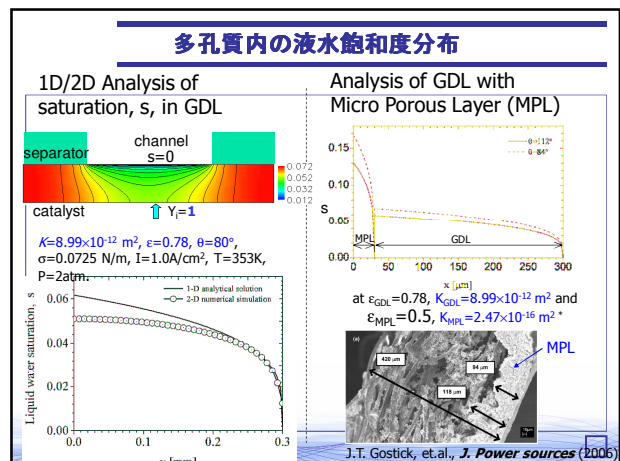 多孔質内の液水飽和度分布
1D/2D Analysis of
saturation, s, in GDL
separator
channel
s=0
0.072
0.052
0.032
0.012
catalyst
Yᵢ=1
K=8.99×10⁻¹² m², ε=0.78, θ=80°,
σ=0.0725 N/m, I=1.0A/cm², T=353K,
P=2atm.
1-D analytical solution
2-D numerical simulation
Liquid water saturation, s
0.06
0.04
0.02
0.00
0.0
0.1
0.2
0.3
Analysis of GDL with
Micro Porous Layer (MPL)
0.15
0.10
S
0.05
0.00
MPL
GDL
0
50
100
150
200
250
300
x [μm]
at ε_GDL=0.78, K_GDL=8.99×10⁻¹² m² and
ε_MPL=0.5, K_MPL=2.47×10⁻¹⁶ m² *
(a)
420 μm
94 μm
118 μm
MPL
J.T. Gostick, et.al., J. Power sources (2006)